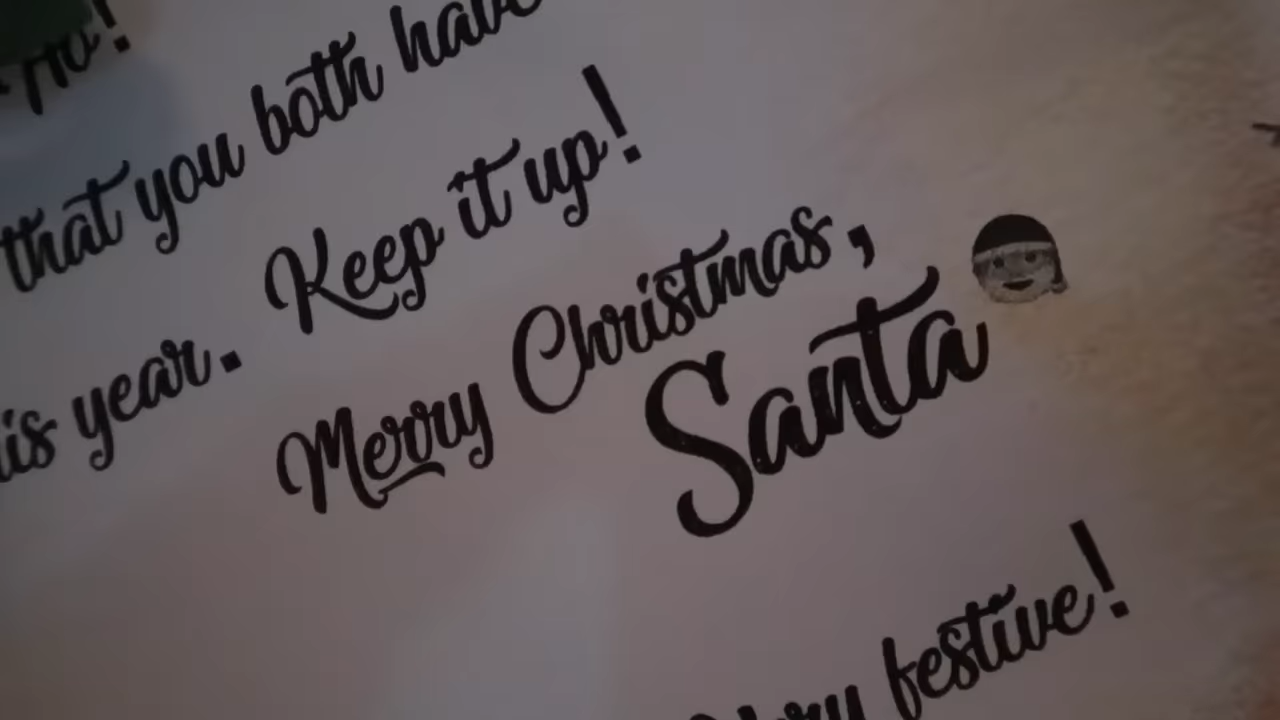 Ho!
that you both have
is year. Keep it up!
Merry Christmas,
Santa
festive!